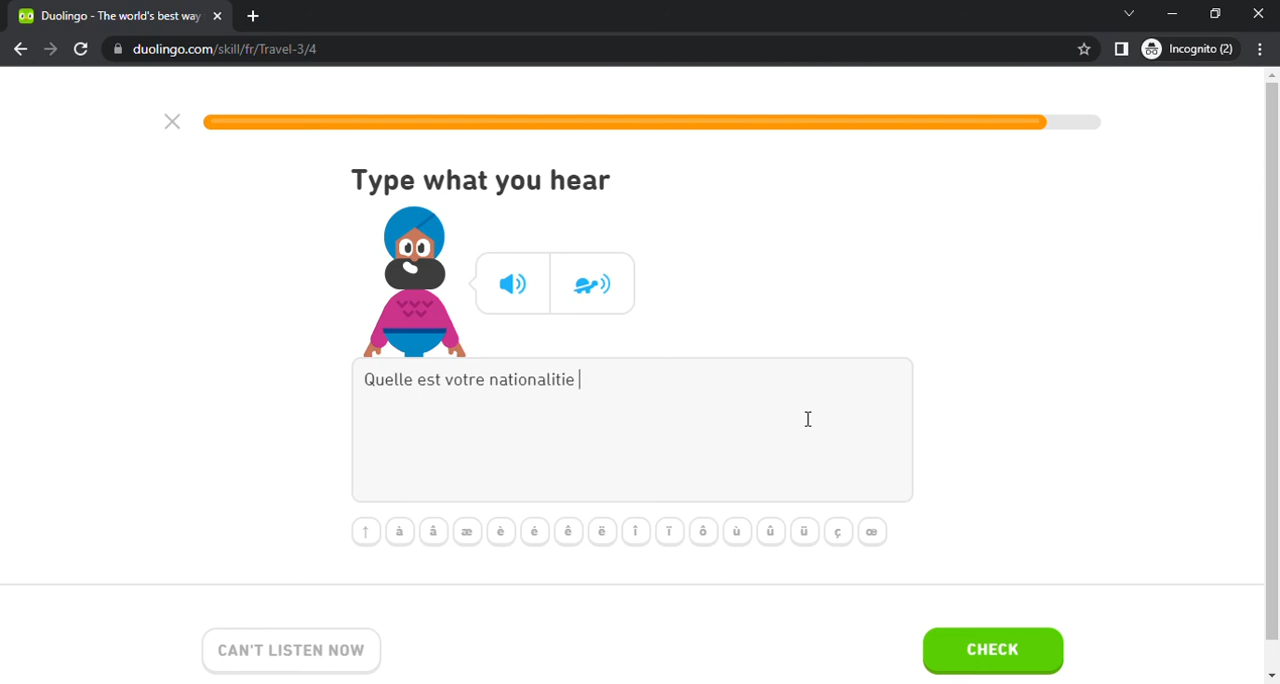 Duolingo - The world's best way
duolingo.com/skill/fr/Travel-3/4
Incognito (2)
Type what you hear
Quelle est votre nationalitie
↑ à â æ è é ê ë î ï ô ù û ü ç œ
CAN'T LISTEN NOW
CHECK